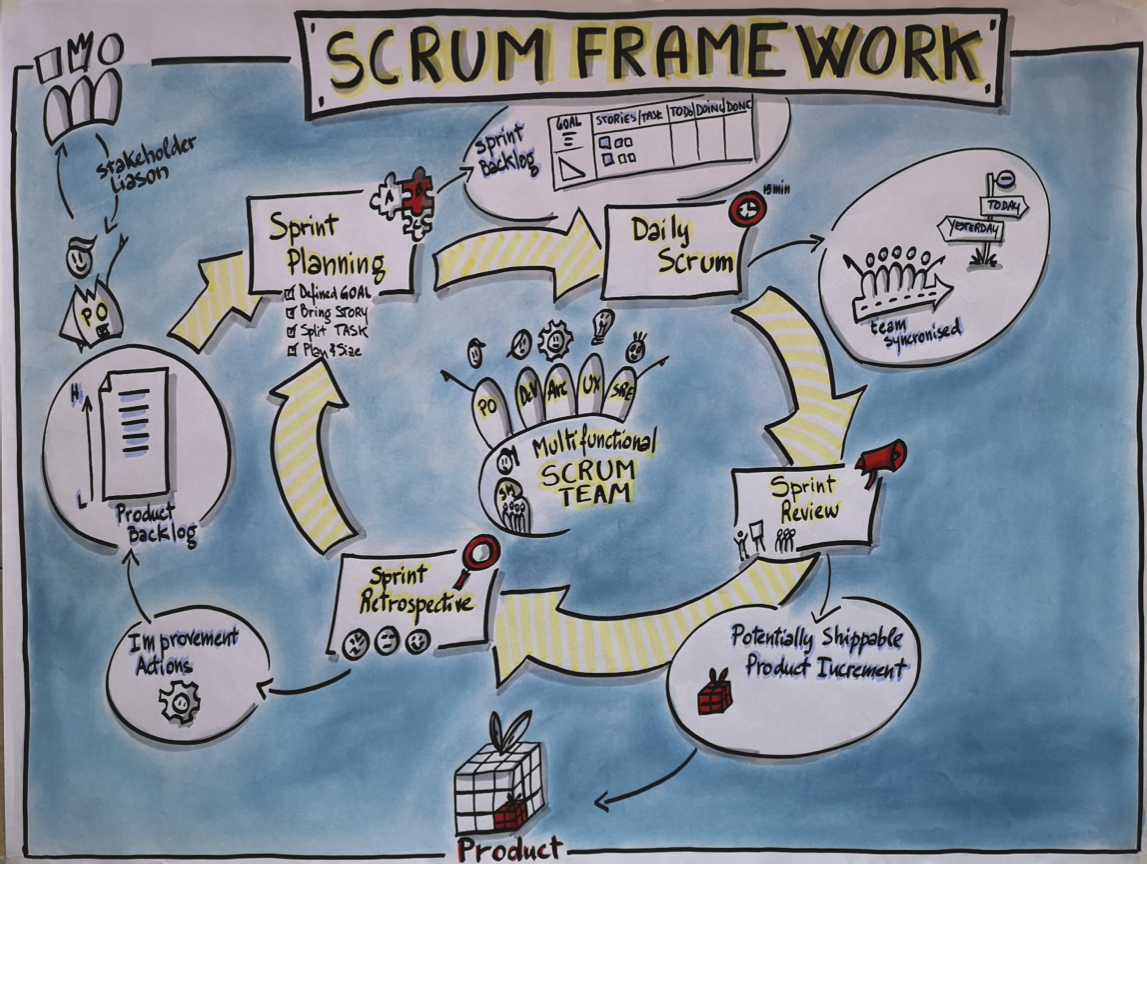 SCRUM FRAMEWORK
stakeholder
Liason
PO
Sprint
Backlog
GOAL
STORIES/TASK
TODO
DOING
DONE
Sprint
Planning
A
Defined GOAL
Bring STORY
Split TASK
Plan & Size
Daily
Scrum
15min
TODAY
YESTERDAY
team
syncronised
H
L
Product
Backlog
PO
Dev
Arc
UX
SRE
Multifunctional
SCRUM
TEAM
SM
Sprint
Review
Sprint
Retrospective
Improvement
Actions
Potentially Shippable
Product Increment
Product